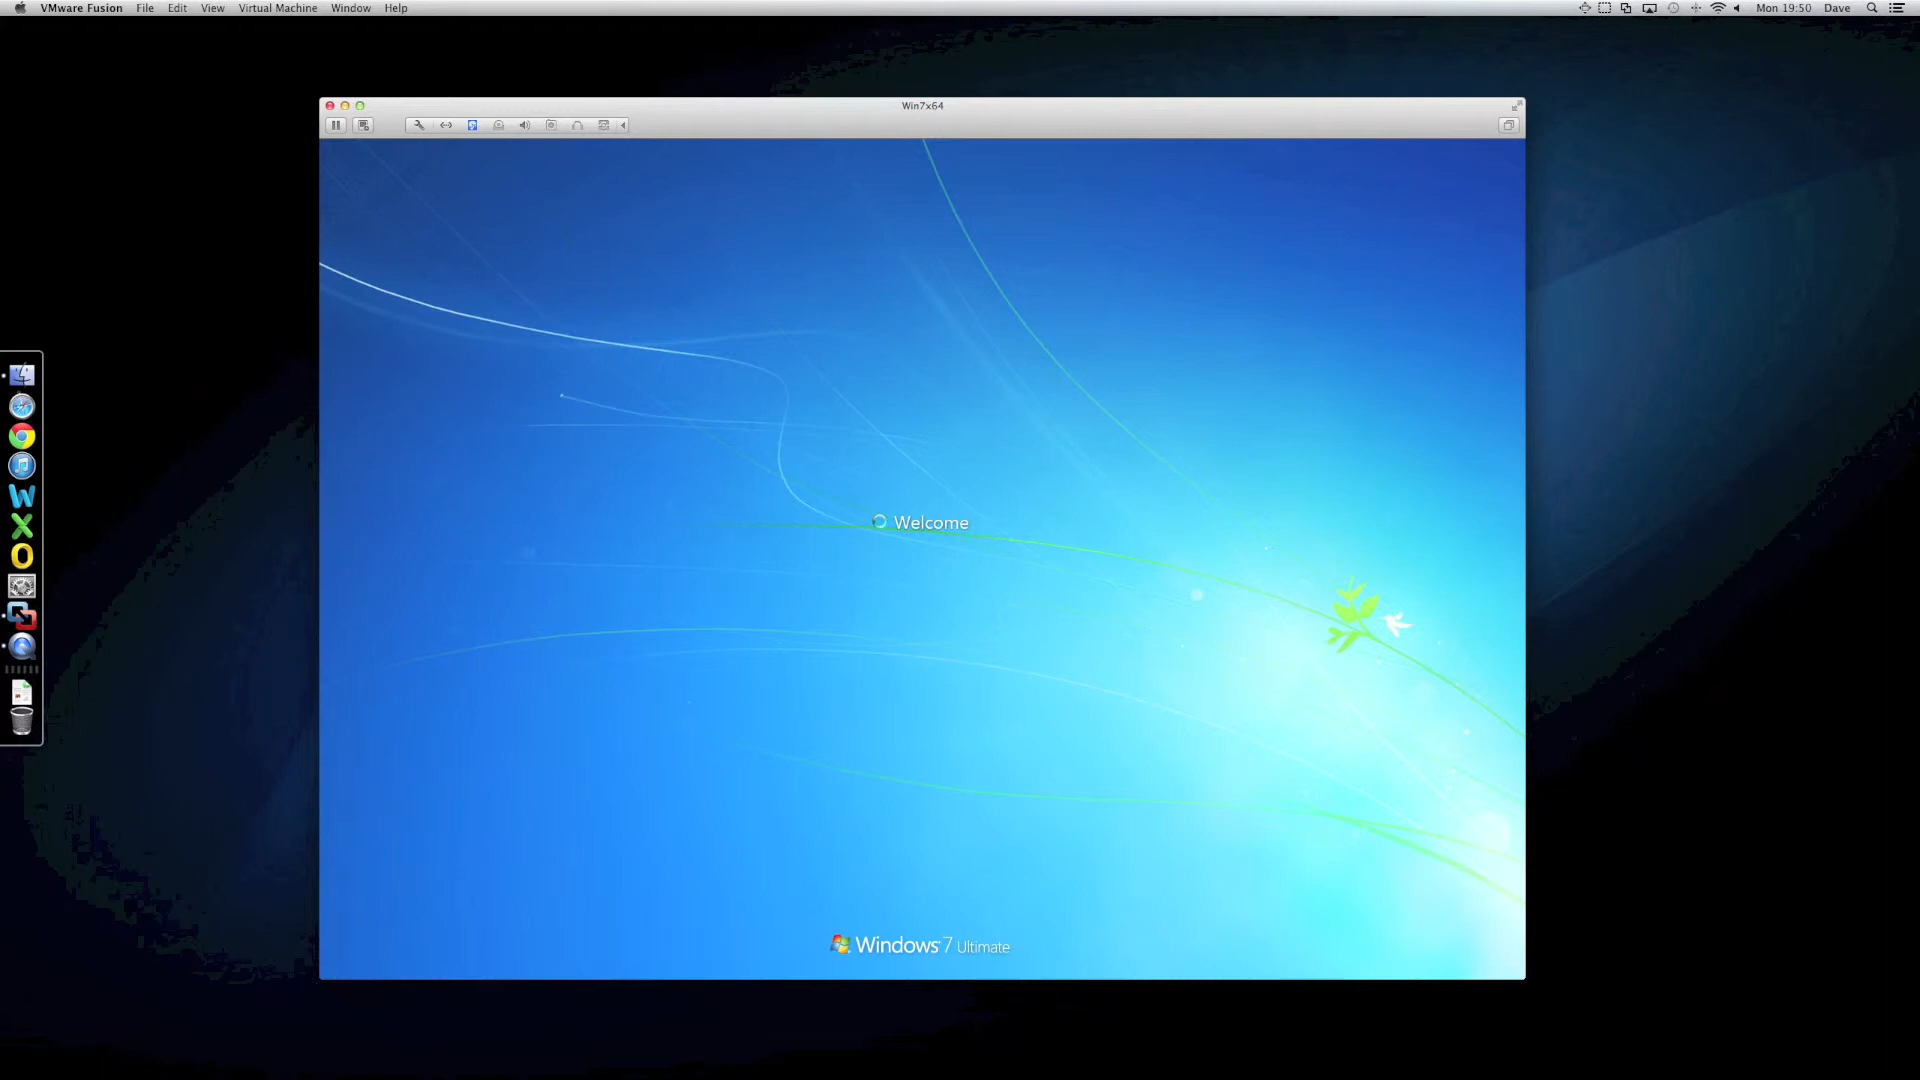 VMware Fusion File Edit View Virtual Machine Window Help Mon 19:50 Dave
Win7x64
Welcome
Windows 7 Ultimate